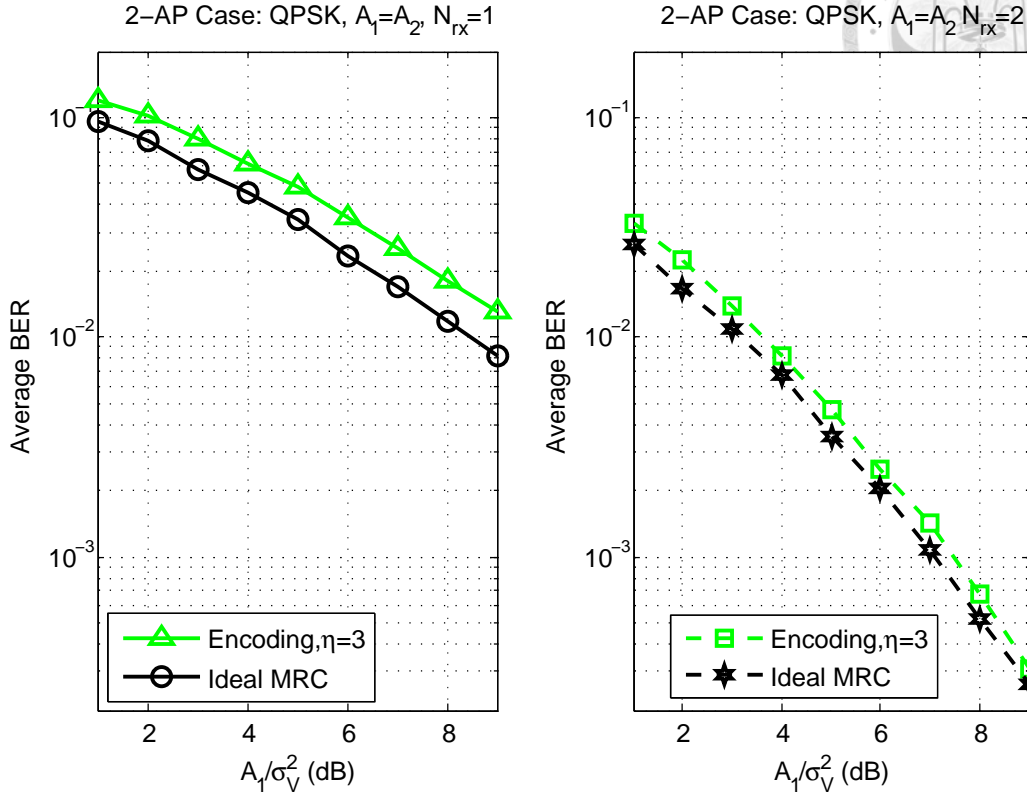 2−AP Case: QPSK, A₁=A₂, Nᵣₓ=1
10⁻¹
10⁻²
10⁻³
Average BER
Encoding,η=3
Ideal MRC
2 4 6 8
A₁/σ²_V (dB)
2−AP Case: QPSK, A₁=A₂ Nᵣₓ=2
10⁻¹
10⁻²
10⁻³
Average BER
Encoding,η=3
Ideal MRC
2 4 6 8
A₁/σ²_V (dB)